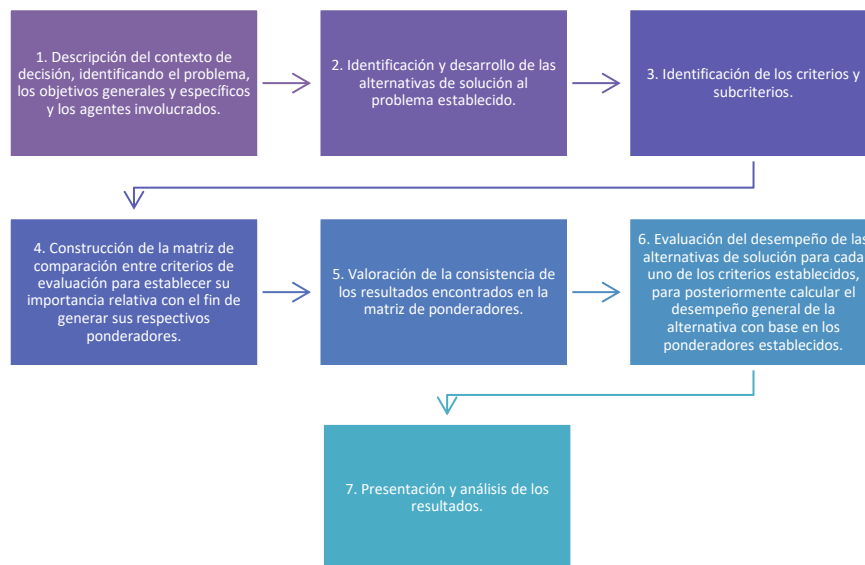 1. Descripción del contexto de
decisión, identificando el problema,
los objetivos generales y específicos
y los agentes involucrados.
2. Identificación y desarrollo de las
alternativas de solución al
problema establecido.
3. Identificación de los criterios y
subcriterios.
4. Construcción de la matriz de
comparación entre criterios de
evaluación para establecer su
importancia relativa con el fin de
generar sus respectivos
ponderadores.
5. Valoración de la consistencia de
los resultados encontrados en la
matriz de ponderadores.
6. Evaluación del desempeño de las
alternativas de solución para cada
uno de los criterios establecidos,
para posteriormente calcular el
desempeño general de la
alternativa con base en los
ponderadores establecidos.
7. Presentación y análisis de los
resultados.